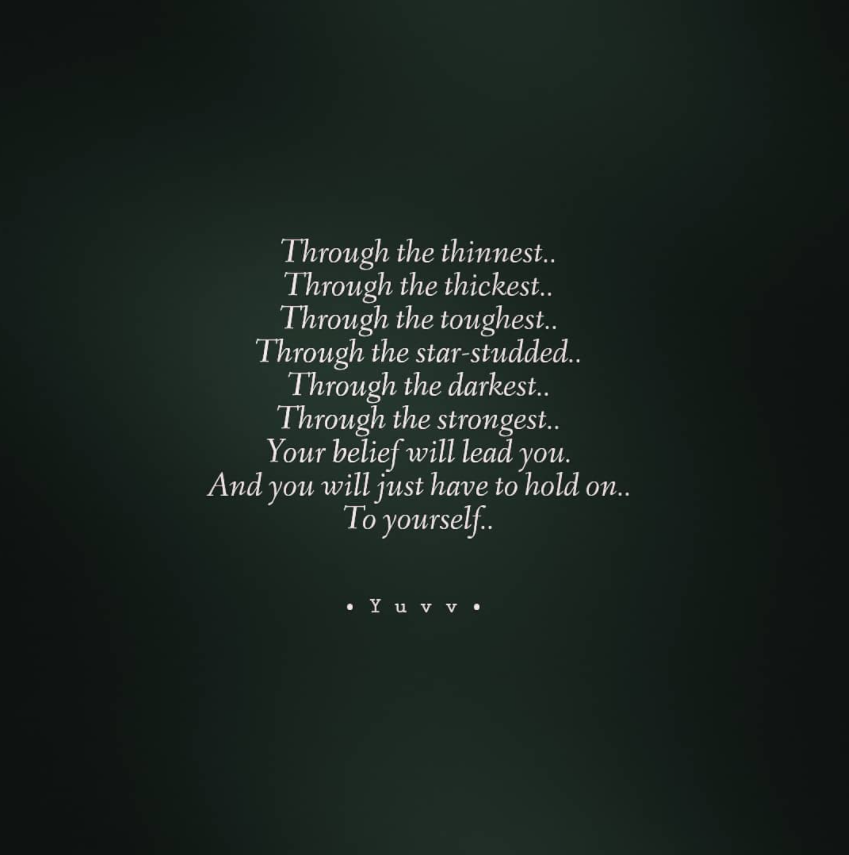 Through the thinnest..
Through the thickest..
Through the toughest..
Through the star-studded..
Through the darkest..
Through the strongest..
Your belief will lead you.
And you will just have to hold on..
To yourself..
• Y u v v •